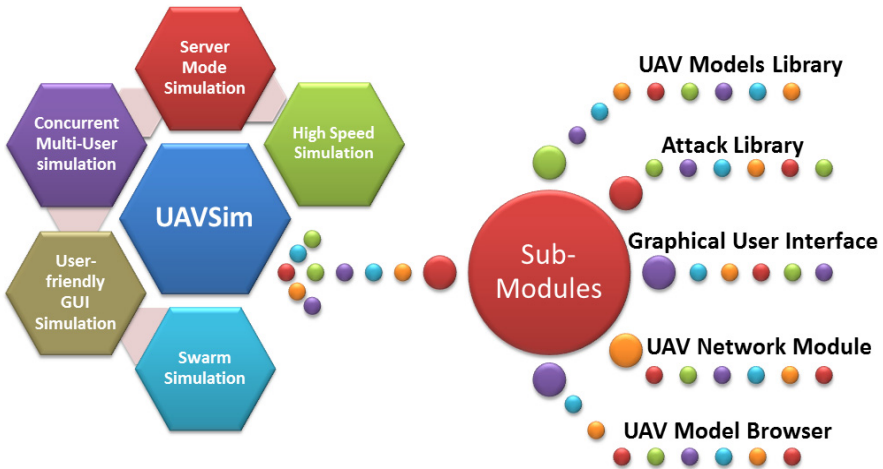 Server
Mode
Simulation
Concurrent
Multi-User
simulation
High Speed
Simulation
UAVSim
User-
friendly
GUI
Simulation
Swarm
Simulation
Sub-
Modules
UAV Models Library
Attack Library
Graphical User Interface
UAV Network Module
UAV Model Browser